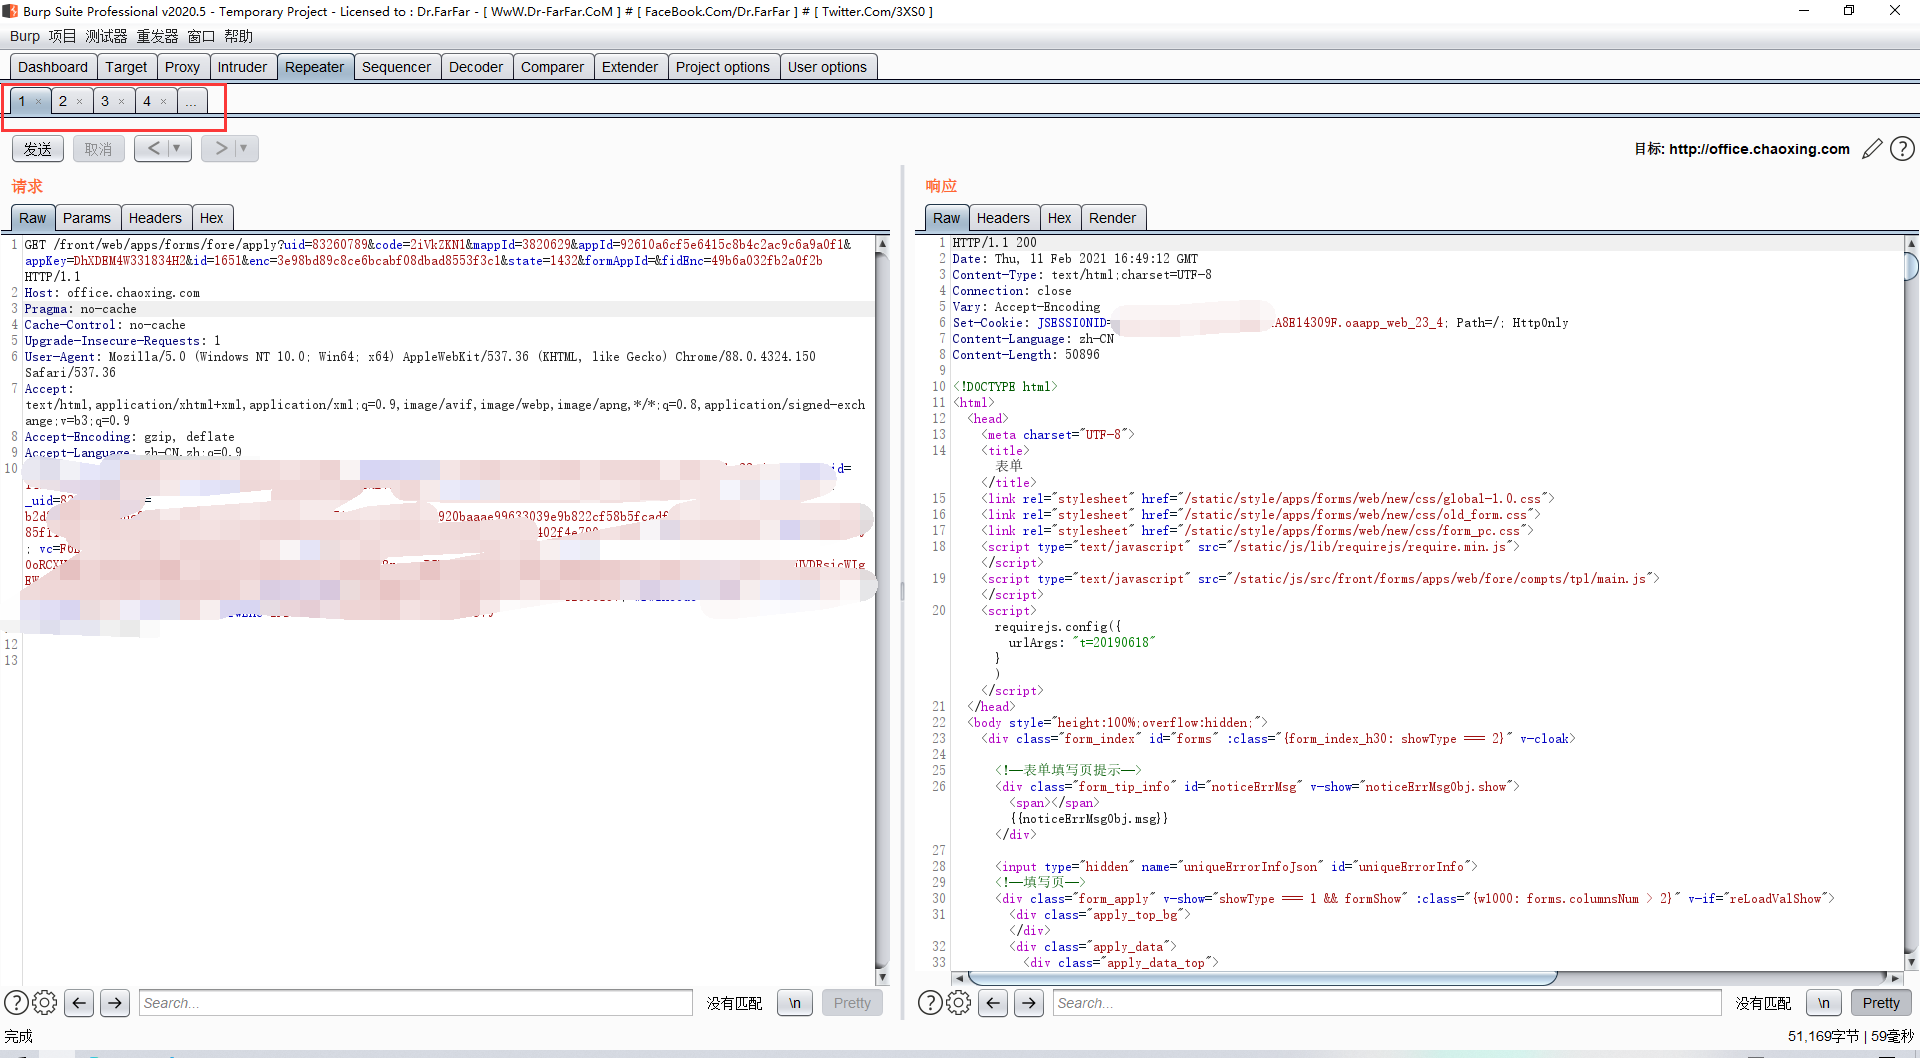 Burp Suite Professional v2020.5 - Temporary Project - Licensed to : Dr.FarFar - [ WwW.Dr-FarFar.CoM ] # [ FaceBook.Com/Dr.FarFar ] # [ Twitter.Com/3XS0 ]
Burp 项目 测试器 重发器 窗口 帮助
Dashboard Target Proxy Intruder Repeater Sequencer Decoder Comparer Extender Project options User options
1 × 2 × 3 × 4 × ...
发送 取消 < ▼ > ▼ 目标: http://office.chaoxing.com ?
请求
Raw Params Headers Hex
1 GET /front/web/apps/forms/fore/apply?uid=83260789&code=2iVkZKN1&mappId=3820629&appId=92610a6cf5e6415c8b4c2ac9c6a9a0f1&
appKey=DhXDEM4W331834H2&id=1651&enc=3e98bd89c8ce6bcabf08dbad8553f3c1&state=1432&formAppId=&fidEnc=49b6a032fb2a0f2b
HTTP/1.1
2 Host: office.chaoxing.com
3 Pragma: no-cache
4 Cache-Control: no-cache
5 Upgrade-Insecure-Requests: 1
6 User-Agent: Mozilla/5.0 (Windows NT 10.0; Win64; x64) AppleWebKit/537.36 (KHTML, like Gecko) Chrome/88.0.4324.150
Safari/537.36
7 Accept:
text/html,application/xhtml+xml,application/xml;q=0.9,image/avif,image/webp,image/apng,*/*;q=0.8,application/signed-exch
ange;v=b3;q=0.9
8 Accept-Encoding: gzip, deflate
9 Accept-Language: zh-CN,zh;q=0.9
10
_uid=
920baaae99633039e9b822cf58b5fcadf
; vc=
12
13
? Search... 没有匹配 \n Pretty
完成
响应
Raw Headers Hex Render
1 HTTP/1.1 200
2 Date: Thu, 11 Feb 2021 16:49:12 GMT
3 Content-Type: text/html;charset=UTF-8
4 Connection: close
5 Vary: Accept-Encoding
6 Set-Cookie: JSESSIONID= A8E14309F.oaapp_web_23_4; Path=/; HttpOnly
7 Content-Language: zh-CN
8 Content-Length: 50896
9
10 <!DOCTYPE html>
11 <html>
12 <head>
13 <meta charset="UTF-8">
14 <title>
表单
</title>
15 <link rel="stylesheet" href="/static/style/apps/forms/web/new/css/global-1.0.css">
16 <link rel="stylesheet" href="/static/style/apps/forms/web/new/css/old_form.css">
17 <link rel="stylesheet" href="/static/style/apps/forms/web/new/css/form_pc.css">
18 <script type="text/javascript" src="/static/js/lib/requirejs/require.min.js">
</script>
19 <script type="text/javascript" src="/static/js/src/front/forms/apps/web/fore/compts/tpl/main.js">
</script>
20 <script>
requirejs.config({
urlArgs: "t=20190618"
}
)
</script>
21 </head>
22 <body style="height:100%;overflow:hidden;">
23 <div class="form_index" id="forms" :class="{form_index_h30: showType === 2}" v-cloak>
24
25 <!--表单填写页提示-->
26 <div class="form_tip_info" id="noticeErrMsg" v-show="noticeErrMsgObj.show">
<span></span>
{{noticeErrMsgObj.msg}}
</div>
27
28 <input type="hidden" name="uniqueErrorInfoJson" id="uniqueErrorInfo">
29 <!--填写页-->
30 <div class="form_apply" v-show="showType === 1 && formShow" :class="{w1000: forms.columnsNum > 2}" v-if="reLoadValShow">
31 <div class="apply_top_bg">
</div>
32 <div class="apply_data">
33 <div class="apply_data_top">
? Search... 没有匹配 \n Pretty
51,169字节 | 59毫秒